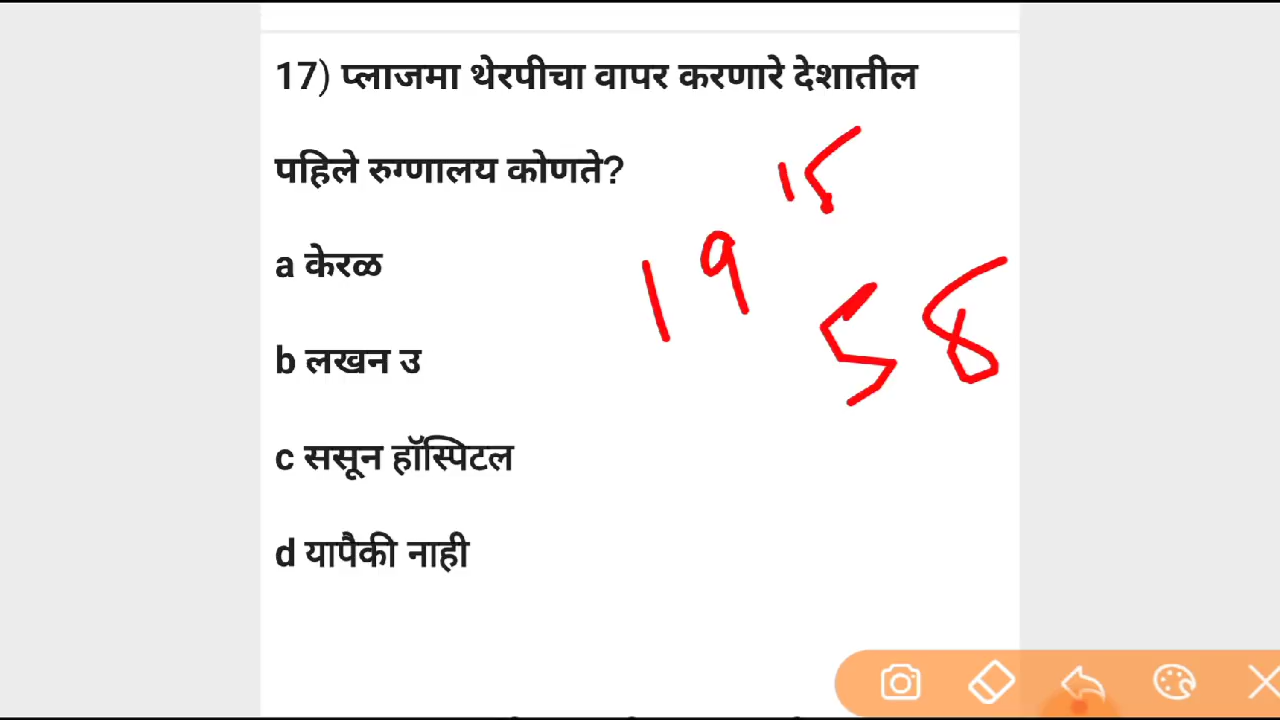 17) प्लाजमा थेरपीचा वापर करणारे देशातील
पहिले रुग्णालय कोणते?
15
19
58
a केरळ
b लखन उ
c ससून हॉस्पिटल
d यापैकी नाही